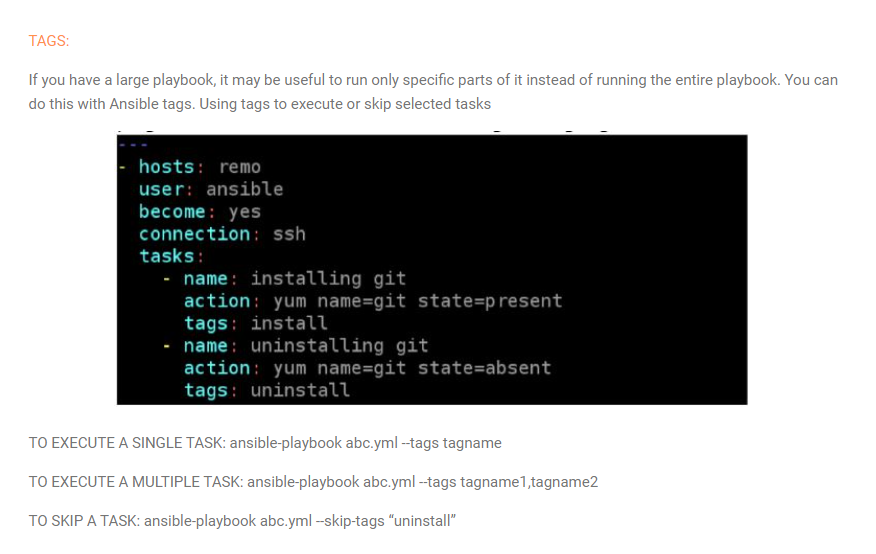 TAGS:
If you have a large playbook, it may be useful to run only specific parts of it instead of running the entire playbook. You can
do this with Ansible tags. Using tags to execute or skip selected tasks
---
- hosts: remo
  user: ansible
  become: yes
  connection: ssh
  tasks:
    - name: installing git
      action: yum name=git state=present
      tags: install
    - name: uninstalling git
      action: yum name=git state=absent
      tags: uninstall
TO EXECUTE A SINGLE TASK: ansible-playbook abc.yml --tags tagname
TO EXECUTE A MULTIPLE TASK: ansible-playbook abc.yml --tags tagname1,tagname2
TO SKIP A TASK: ansible-playbook abc.yml --skip-tags “uninstall”